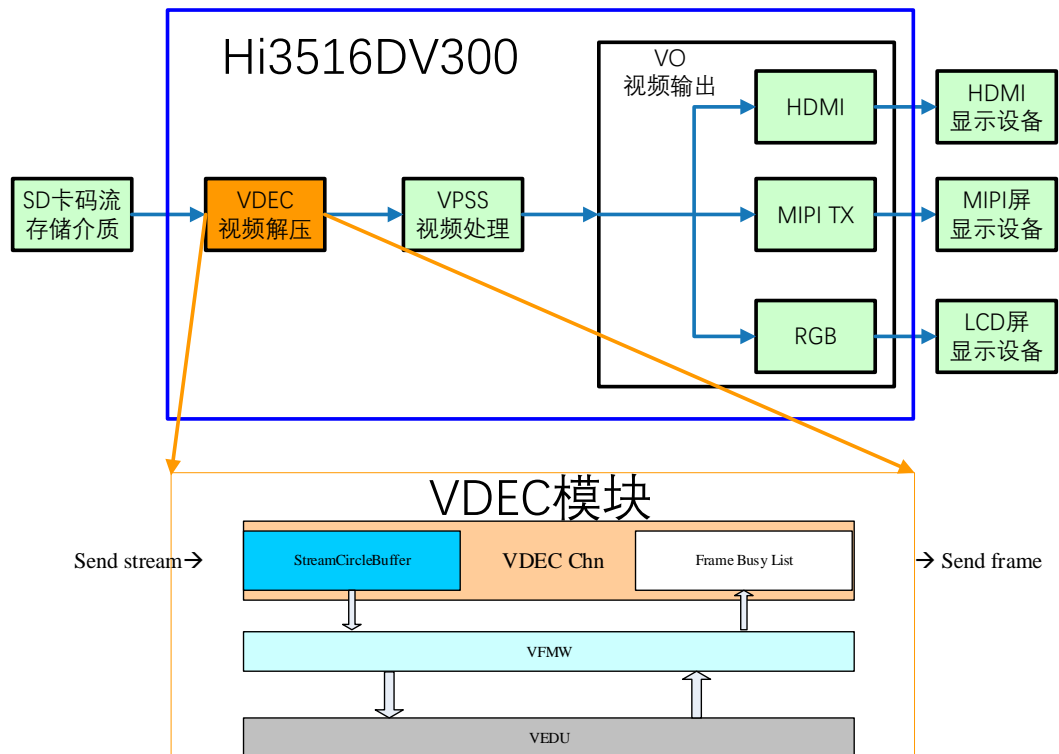 Hi3516DV300
VO
视频输出
HDMI
HDMI
显示设备
SD卡码流
存储介质
VDEC
视频解压
VPSS
视频处理
MIPI TX
MIPI屏
显示设备
RGB
LCD屏
显示设备
VDEC模块
Send stream→
StreamCircleBuffer
VDEC Chn
Frame Busy List
→ Send frame
VFMW
VEDU